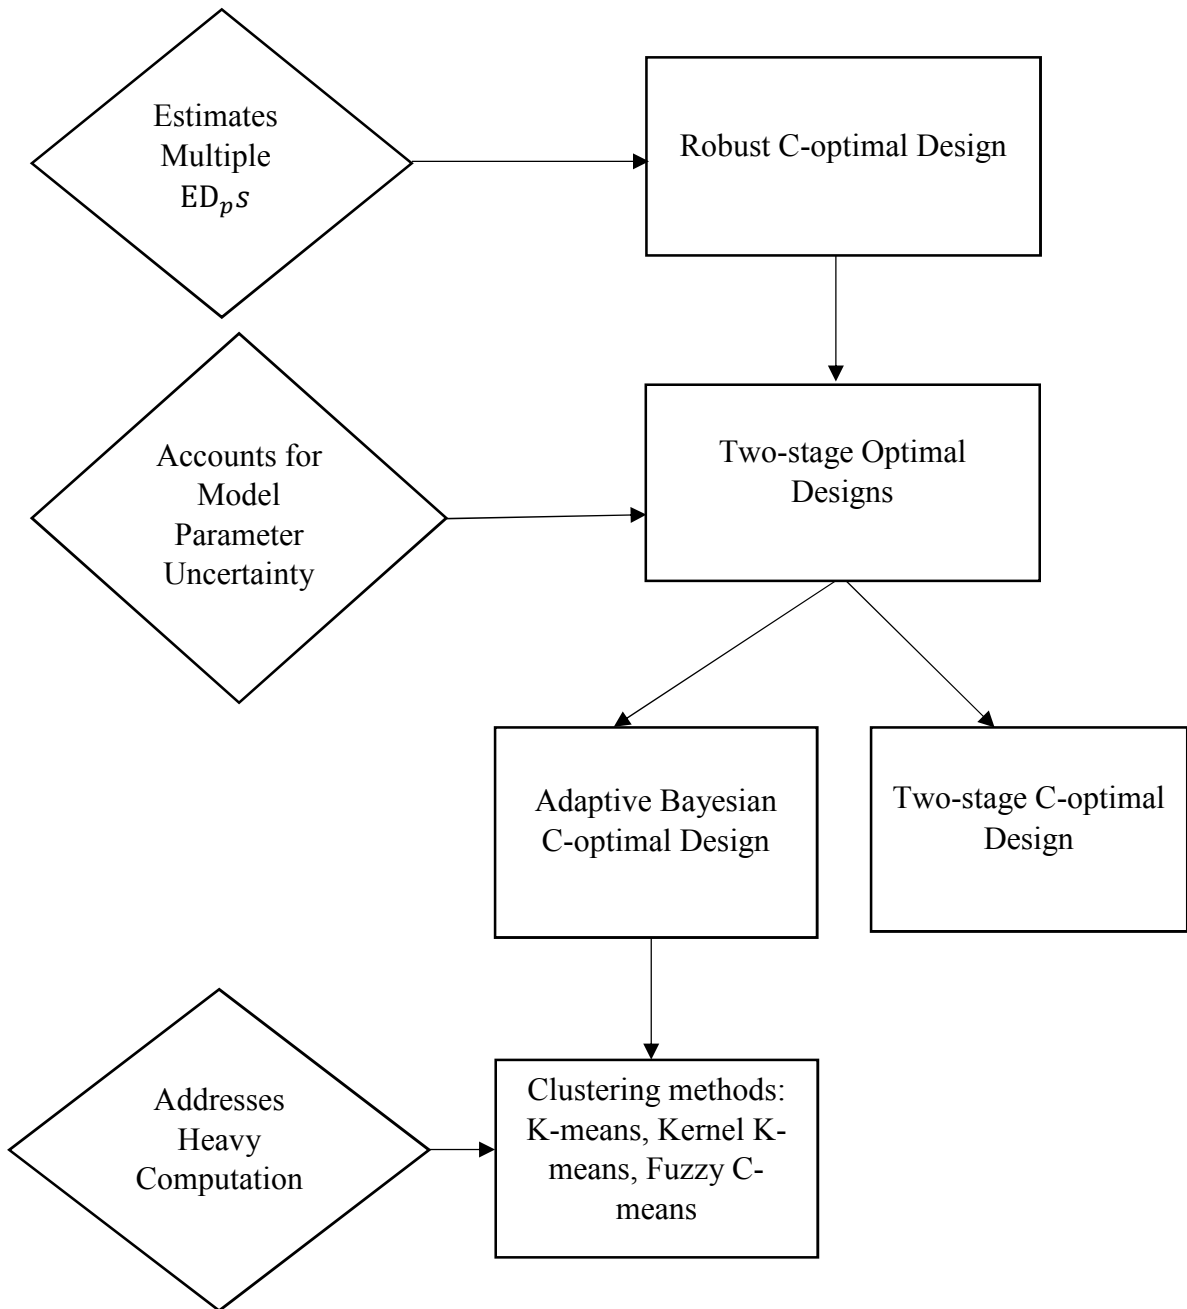 Estimates
Multiple
ED𝑝𝑠
Robust C-optimal Design
Accounts for
Model
Parameter
Uncertainty
Two-stage Optimal
Designs
Adaptive Bayesian
C-optimal Design
Two-stage C-optimal
Design
Addresses
Heavy
Computation
Clustering methods:
K-means, Kernel K-
means, Fuzzy C-
means